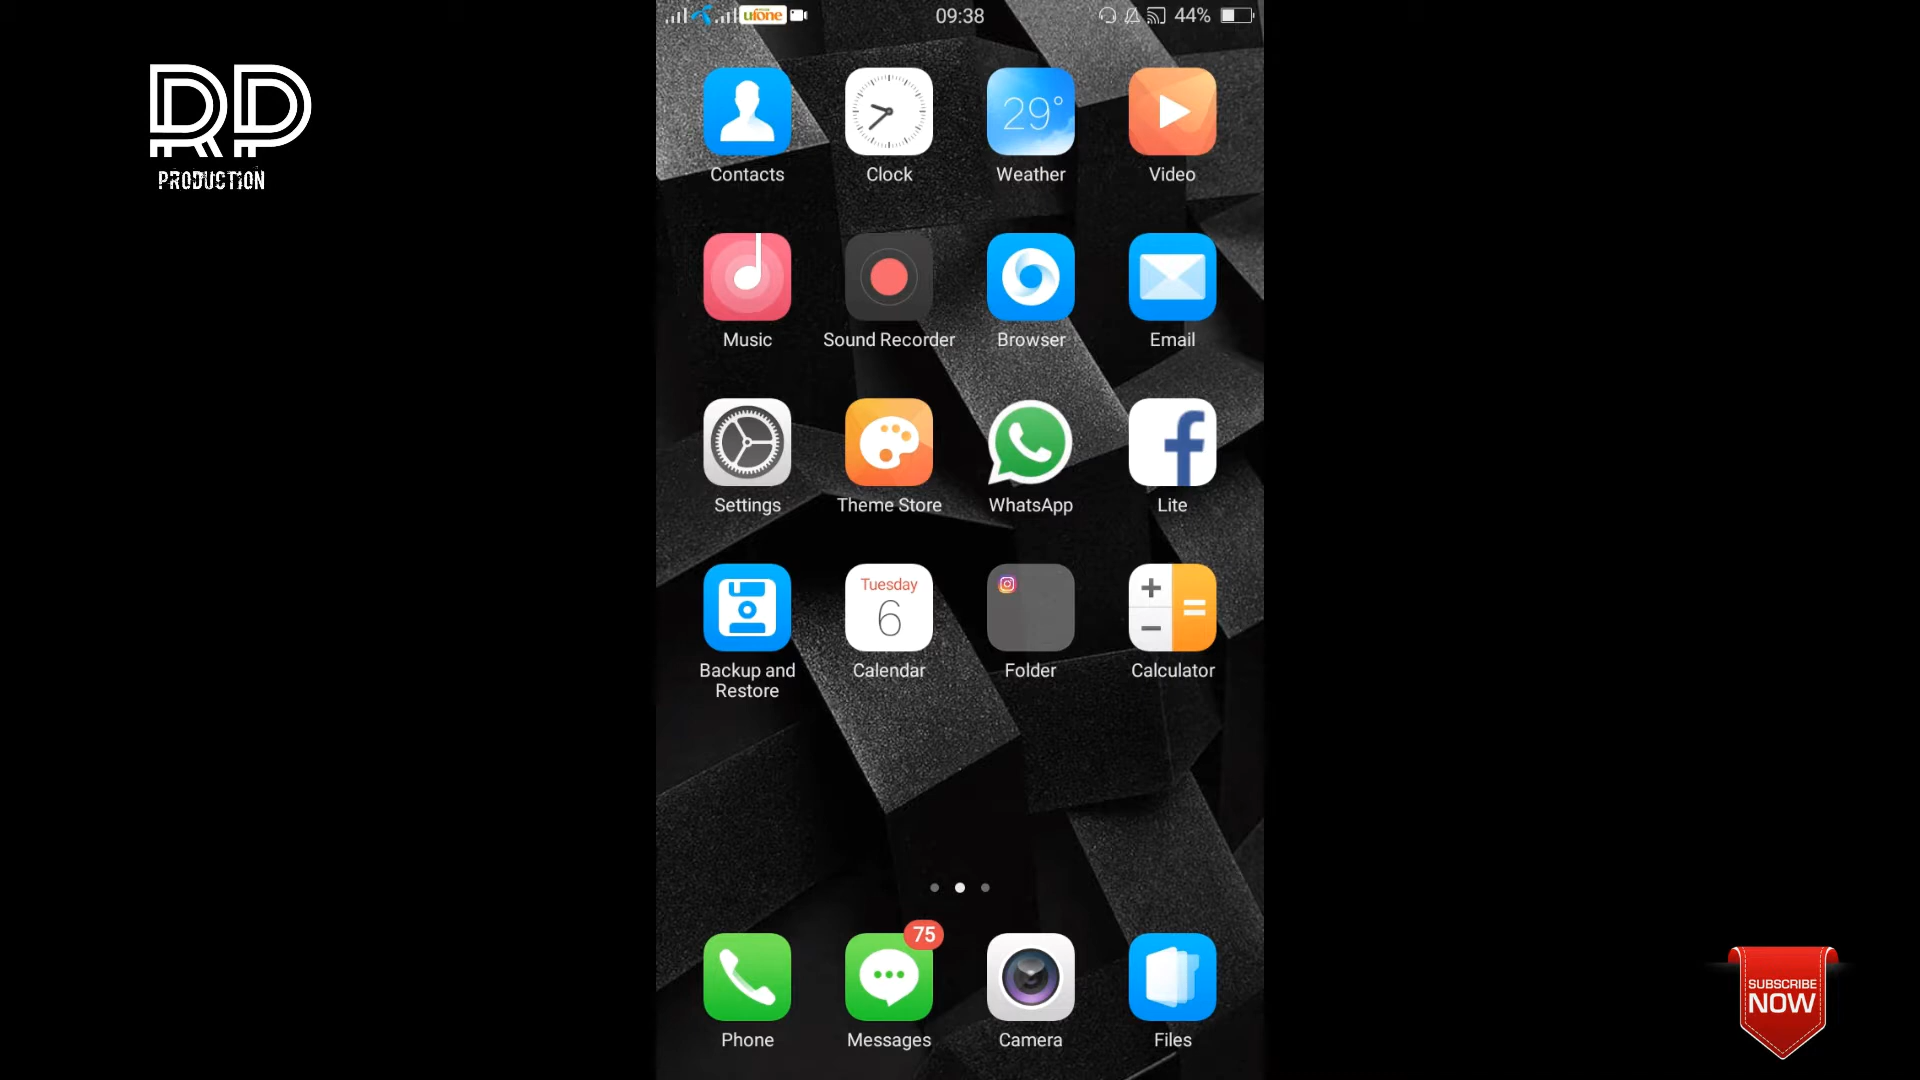 ufone
09:38
44%
RP
PRODUCTION
29°
Contacts
Clock
Weather
Video
Music
Sound Recorder
Browser
Email
Settings
Theme Store
WhatsApp
Lite
Tuesday
6
Backup and
Restore
Calendar
Folder
Calculator
75
Phone
Messages
Camera
Files
SUBSCRIBE
NOW